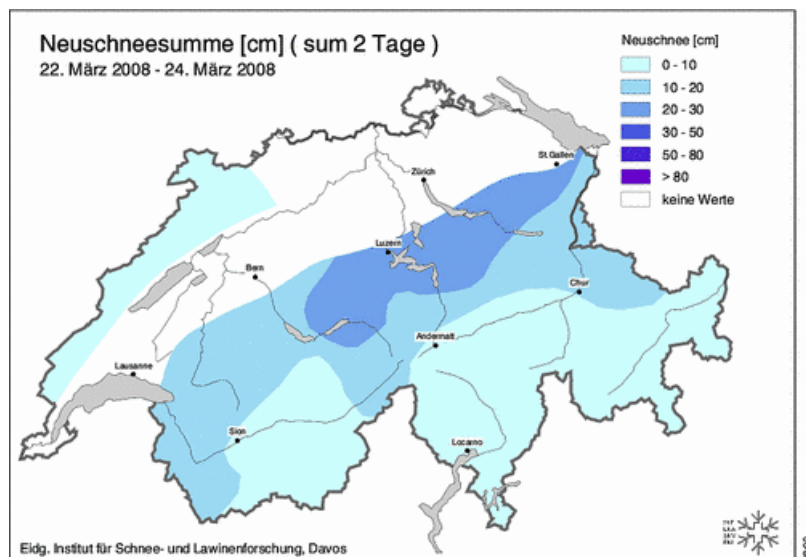 Neuschneesumme [cm] ( sum 2 Tage )
22. März 2008 - 24. März 2008
Neuschnee [cm]
0 - 10
10 - 20
20 - 30
30 - 50
50 - 80
> 80
keine Werte
St.Gallen
Zürich
Luzern
Bern
Chur
Andermatt
Lausanne
Sion
Locarno
Eidg. Institut für Schnee- und Lawinenforschung, Davos